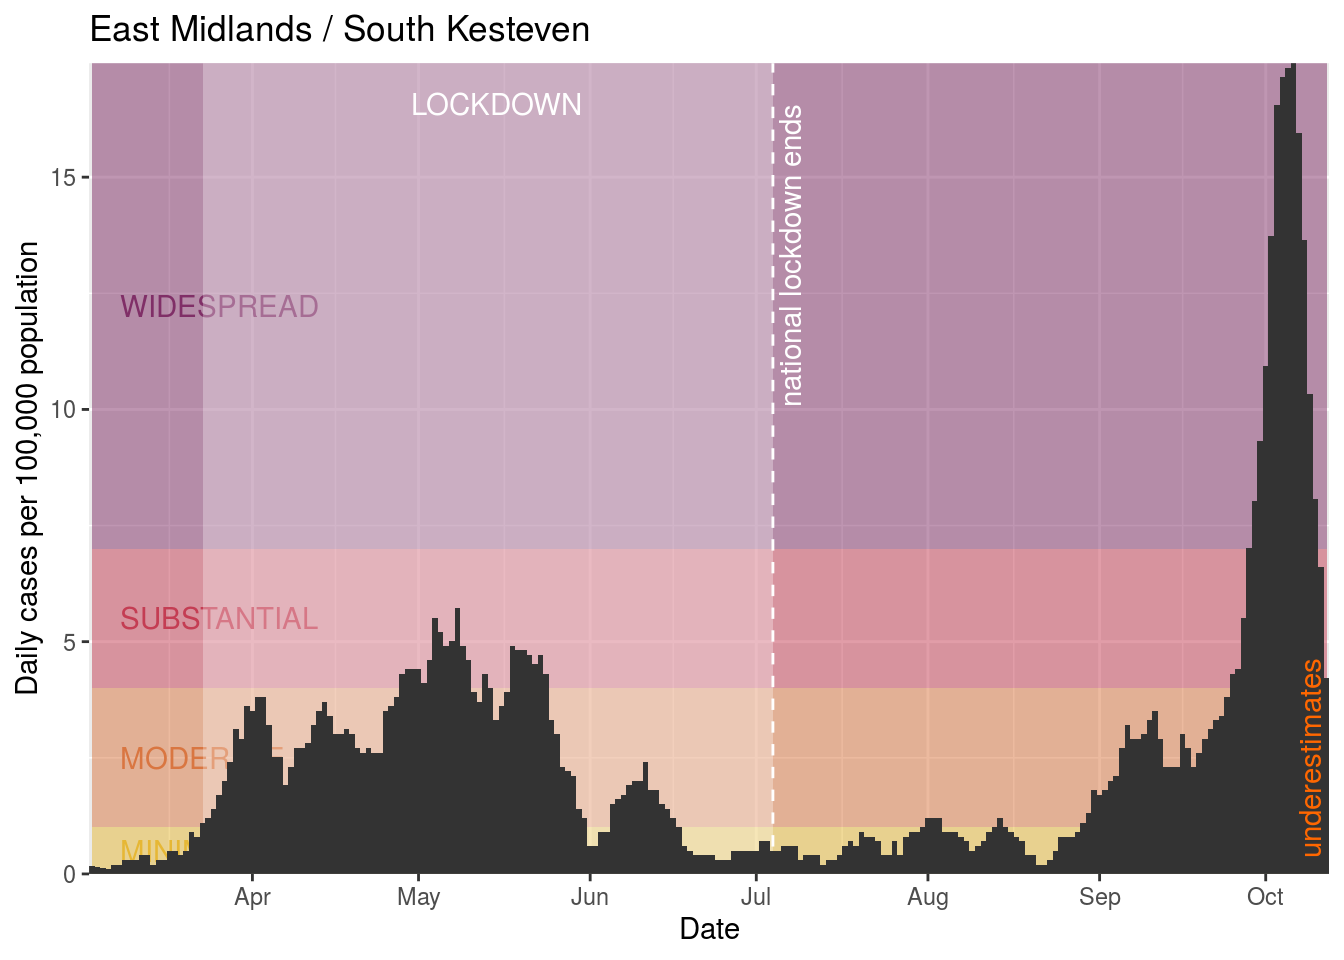 East Midlands / South Kesteven
LOCKDOWN
national lockdown ends
WIDESPREAD
SUBSTANTIAL
underestimates
Daily cases per 100,000 population
15
10
5
0
Apr
May
Jun
Jul
Aug
Sep
Oct
Date